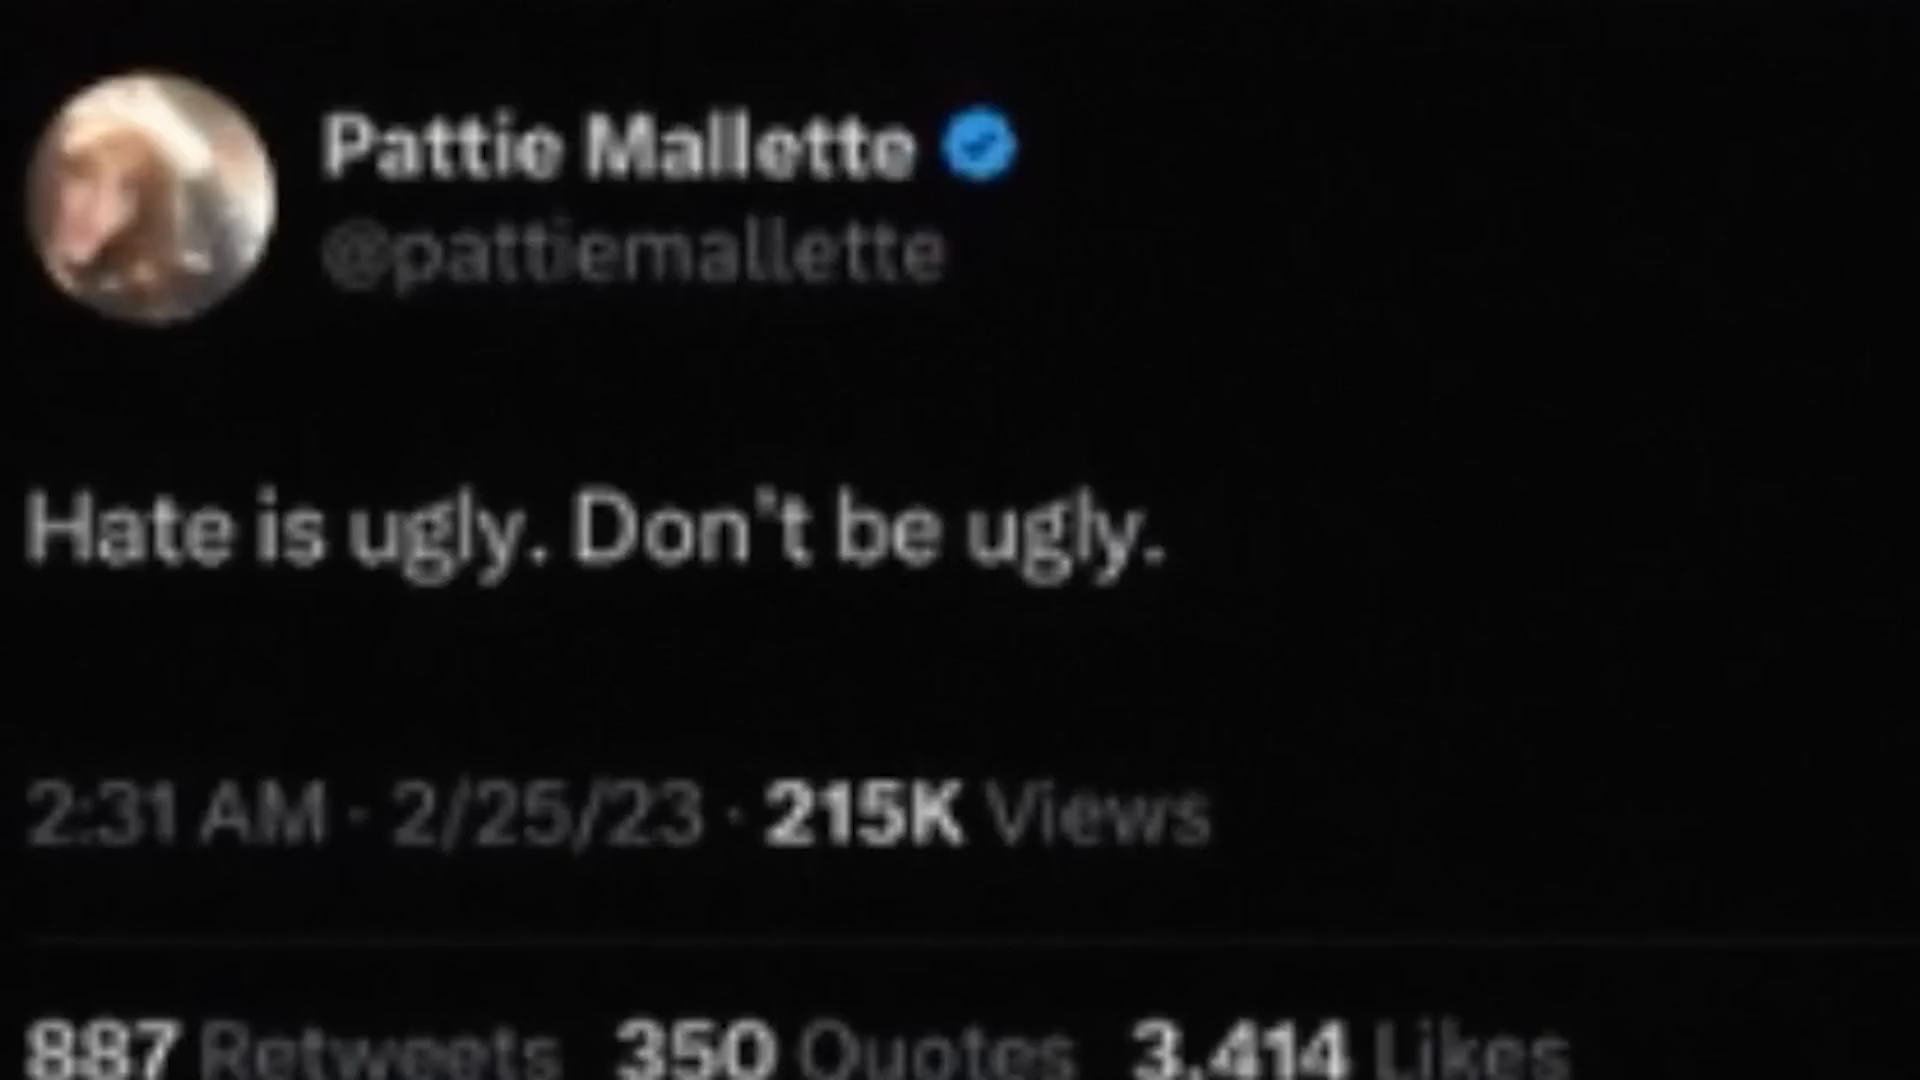 Pattie Mallette
@pattiemallette
Hate is ugly. Don't be ugly.
2:31 AM · 2/25/23 · 215K Views
887 Retweets 350 Quotes 3,414 Likes